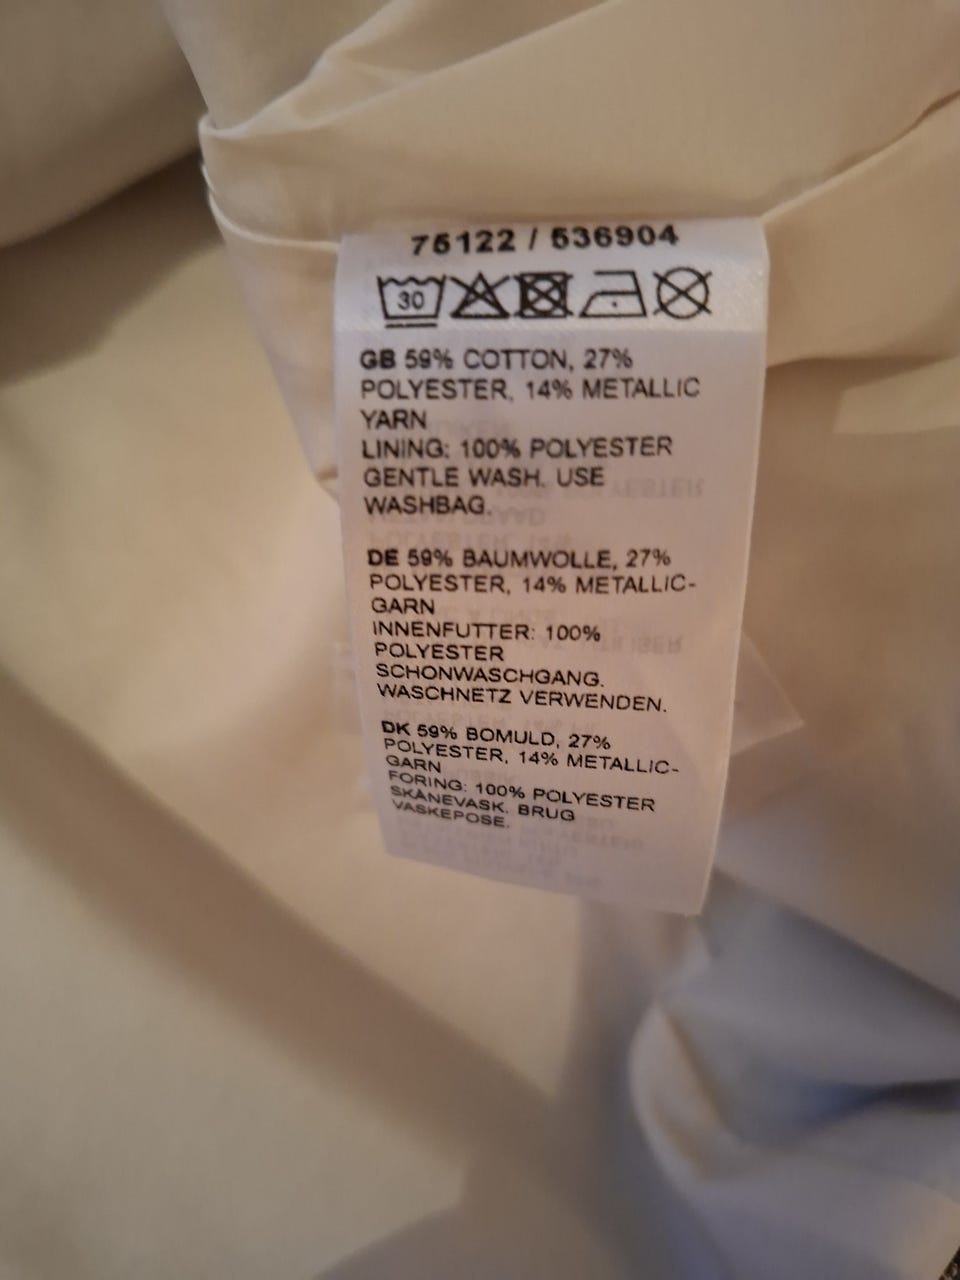 75122 / 536904
30
GB 59% COTTON, 27%
POLYESTER, 14% METALLIC
YARN
LINING: 100% POLYESTER
GENTLE WASH. USE
WASHBAG.
DE 59% BAUMWOLLE, 27%
POLYESTER, 14% METALLIC-
GARN
INNENFUTTER: 100%
POLYESTER
SCHONWASCHGANG.
WASCHNETZ VERWENDEN.
DK 59% BOMULD, 27%
POLYESTER, 14% METALLIC-
GARN
FORING: 100% POLYESTER
SKÅNEVASK. BRUG
VASKEPOSE.